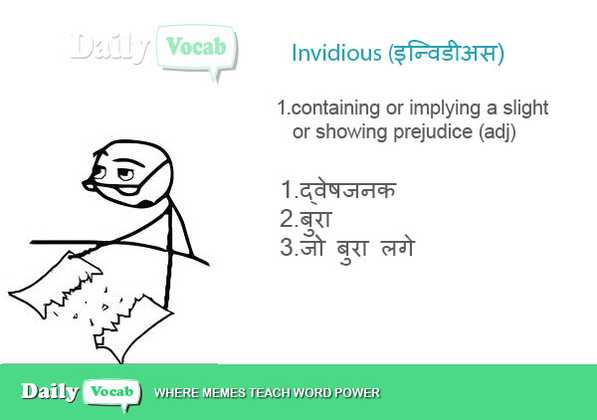 Daily Vocab
Invidious (इन्विडीअस)
1.containing or implying a slight
or showing prejudice (adj)
1.द्वेषजनक
2.बुरा
3.जो बुरा लगे
Daily Vocab WHERE MEMES TEACH WORD POWER